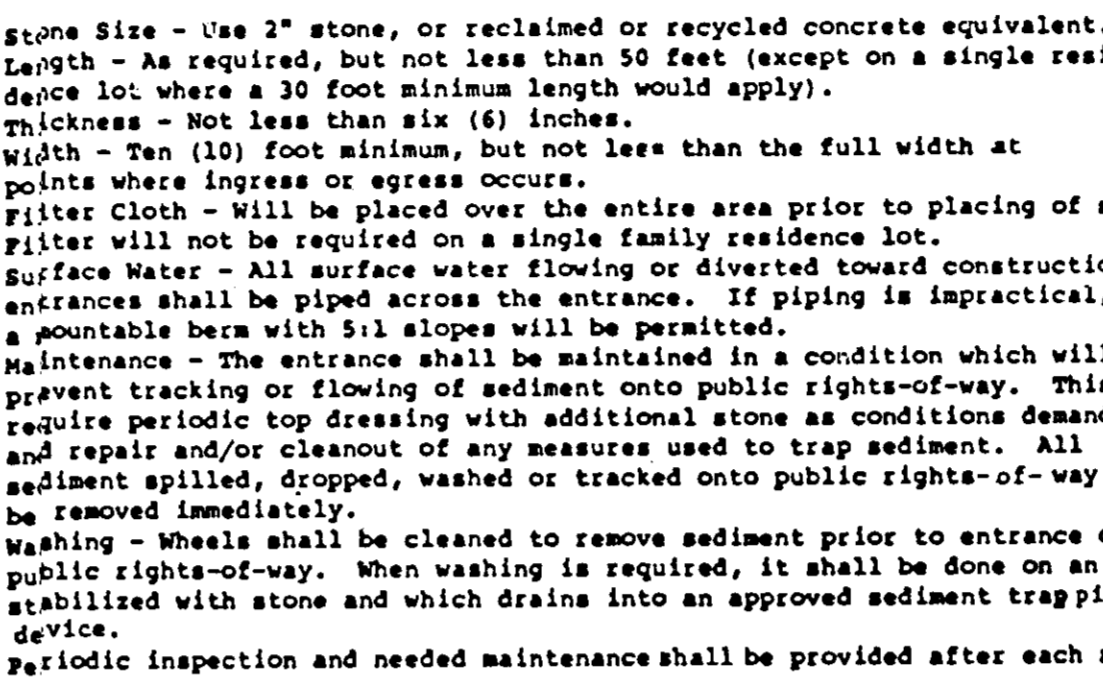 Stone Size - Use 2" stone, or reclaimed or recycled concrete equivalent.
Length - As required, but not less than 50 feet (except on a single resi
dence lot where a 30 foot minimum length would apply).
Thickness - Not less than six (6) inches.
Width - Ten (10) foot minimum, but not less than the full width at
points where ingress or egress occurs.
Filter Cloth - Will be placed over the entire area prior to placing of
Filter will not be required on a single family residence lot.
Surface Water - All surface water flowing or diverted toward constructio
entrances shall be piped across the entrance. If piping is impractical,
a mountable berm with 5:1 slopes will be permitted.
Maintenance - The entrance shall be maintained in a condition which will
prevent tracking or flowing of sediment onto public rights-of-way. This
require periodic top dressing with additional stone as conditions demand
and repair and/or cleanout of any measures used to trap sediment. All
sediment spilled, dropped, washed or tracked onto public rights-of-way
be removed immediately.
Washing - Wheels shall be cleaned to remove sediment prior to entrance
public rights-of-way. When washing is required, it shall be done on an
stabilized with stone and which drains into an approved sediment trappi
device.
Periodic inspection and needed maintenance shall be provided after each